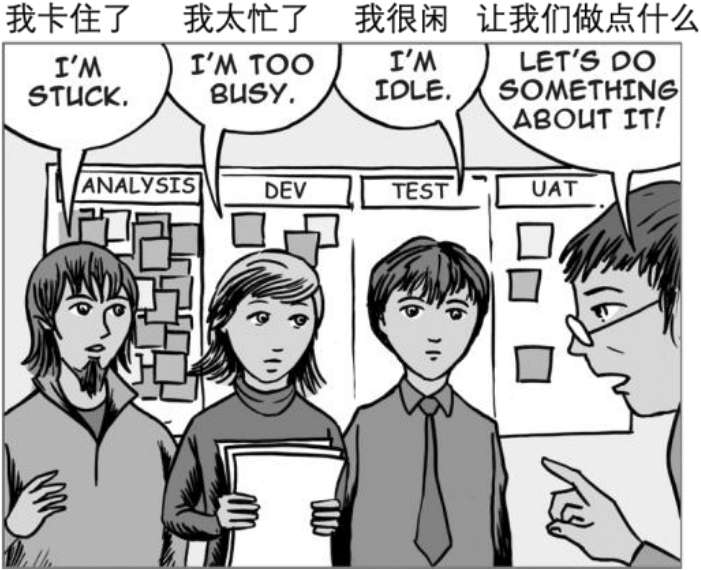 我卡住了 我太忙了 我很闲 让我们做点什么
I'M
STUCK.
I'M TOO
BUSY.
I'M
IDLE.
LET'S DO
SOMETHING
ABOUT IT!
ANALYSIS
DEV
TEST
UAT